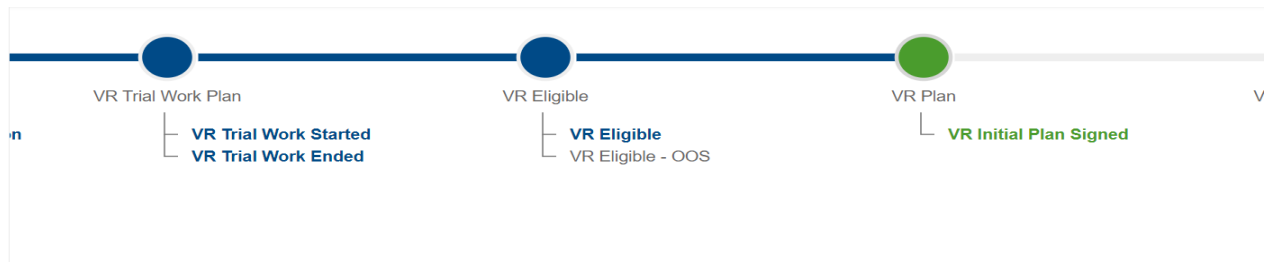 VR Trial Work Plan
VR Eligible
VR Plan
VR Trial Work Started
VR Eligible
VR Initial Plan Signed
VR Trial Work Ended
VR Eligible - OOS